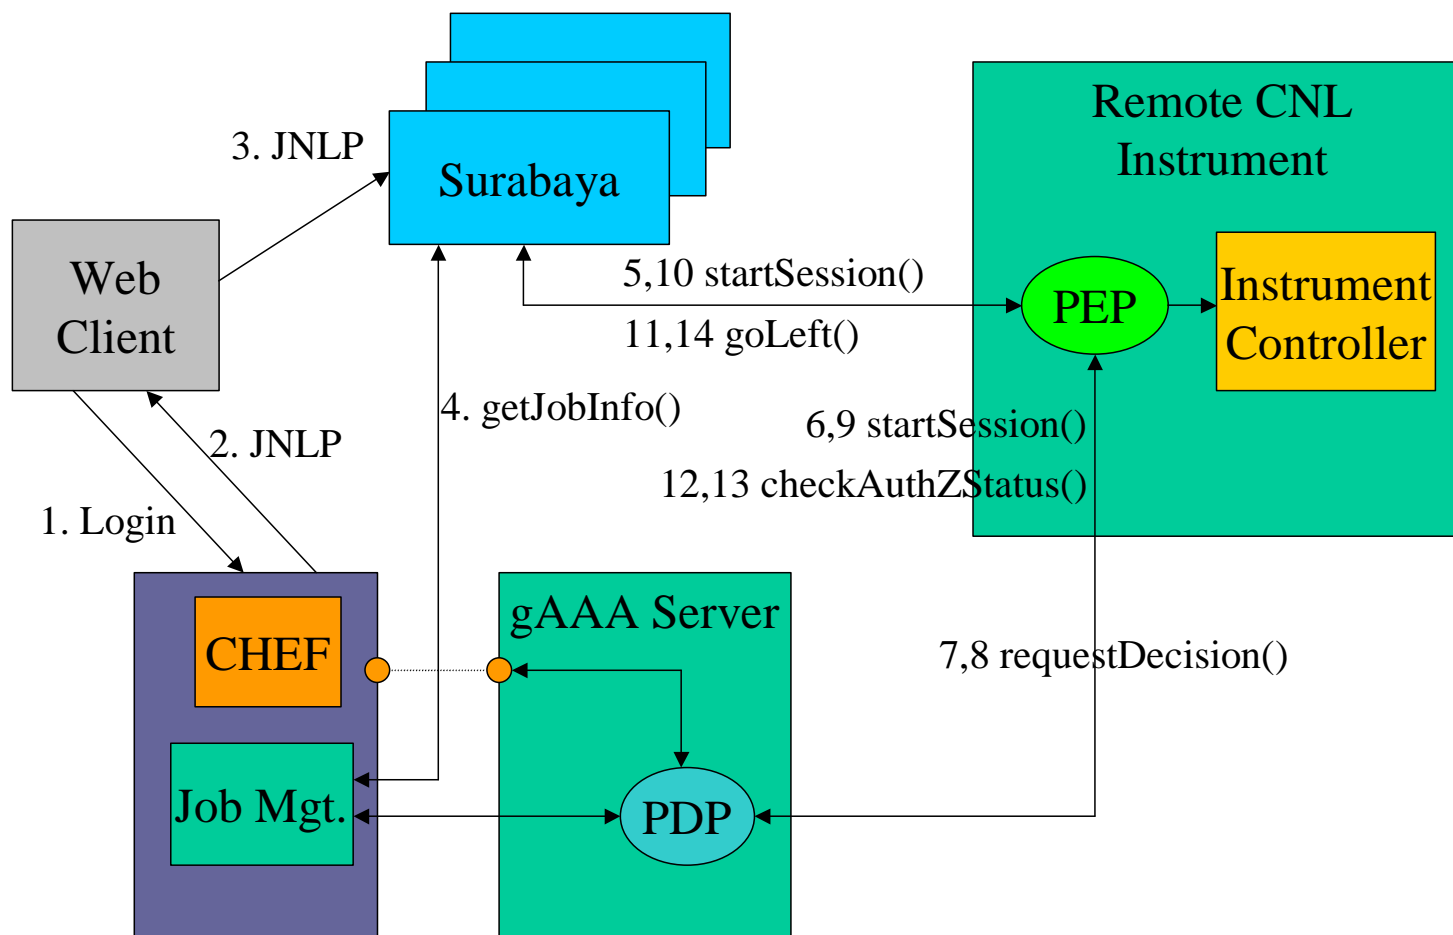 3. JNLP
Surabaya
Remote CNL
Instrument
Web
Client
5,10 startSession()
11,14 goLeft()
PEP
Instrument
Controller
4. getJobInfo()
6,9 startSession()
12,13 checkAuthZStatus()
2. JNLP
1. Login
CHEF
gAAA Server
7,8 requestDecision()
Job Mgt.
PDP